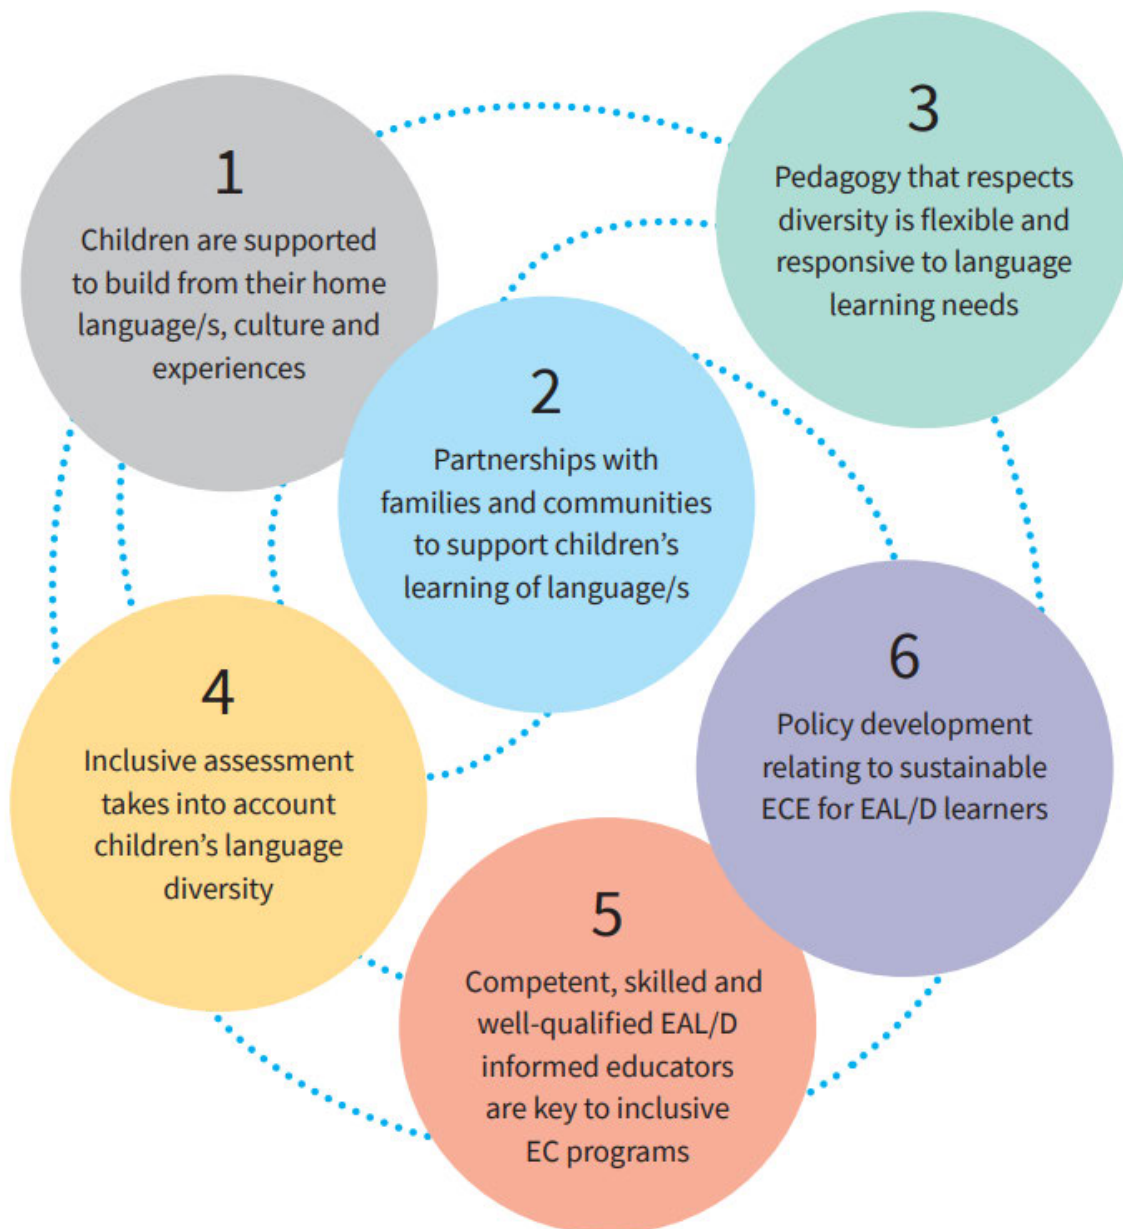 1
Children are supported
to build from their home
language/s, culture and
experiences
2
Partnerships with
families and communities
to support children’s
learning of language/s
3
Pedagogy that respects
diversity is flexible and
responsive to language
learning needs
4
Inclusive assessment
takes into account
children’s language
diversity
5
Competent, skilled and
well-qualified EAL/D
informed educators
are key to inclusive
EC programs
6
Policy development
relating to sustainable
ECE for EAL/D learners